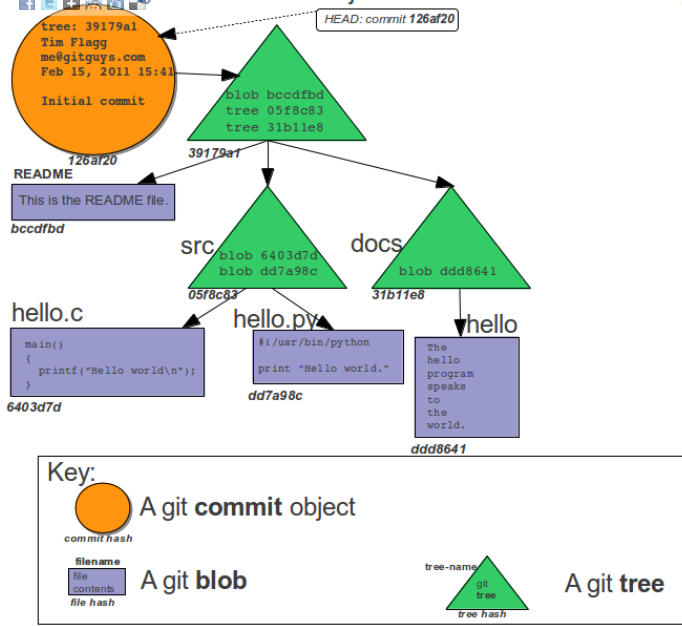 HEAD: commit 126af20
tree: 39179a1
Tim Flagg
me@gitguys.com
Feb 15, 2011 15:41
Initial commit
126af20
blob bccdfbd
tree 05f8c83
tree 31b11e8
39179a1
README
This is the README file.
bccdfbd
src
blob 6403d7d
blob dd7a98c
05f8c83
docs
blob ddd8641
31b11e8
hello.c
main()
{
printf("Hello world\n");
}
6403d7d
hello.py
#:/usr/bin/python
print "Hello world."
dd7a98c
hello
The
hello
program
speaks
to
the
world.
ddd8641
Key:
A git commit object
commit hash
filename
file
contents
file hash
A git blob
tree-name
git
tree
tree hash
A git tree